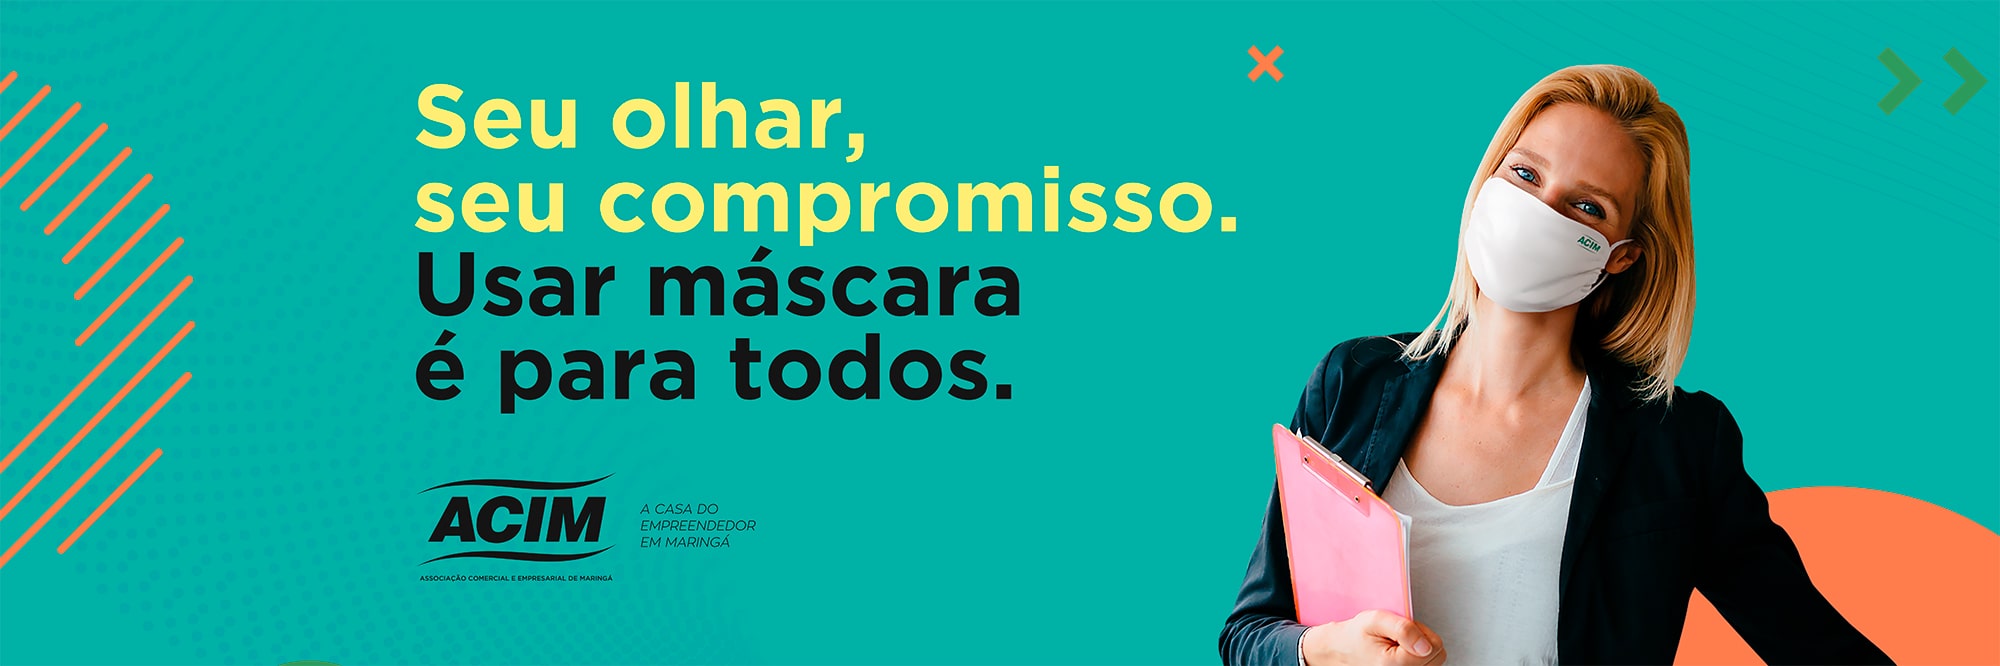 Seu olhar,
seu compromisso.
Usar máscara
é para todos.
ACIM
ASSOCIAÇÃO COMERCIAL E EMPRESARIAL DE MARINGÁ
A CASA DO
EMPREENDEDOR
EM MARINGÁ
ACIM